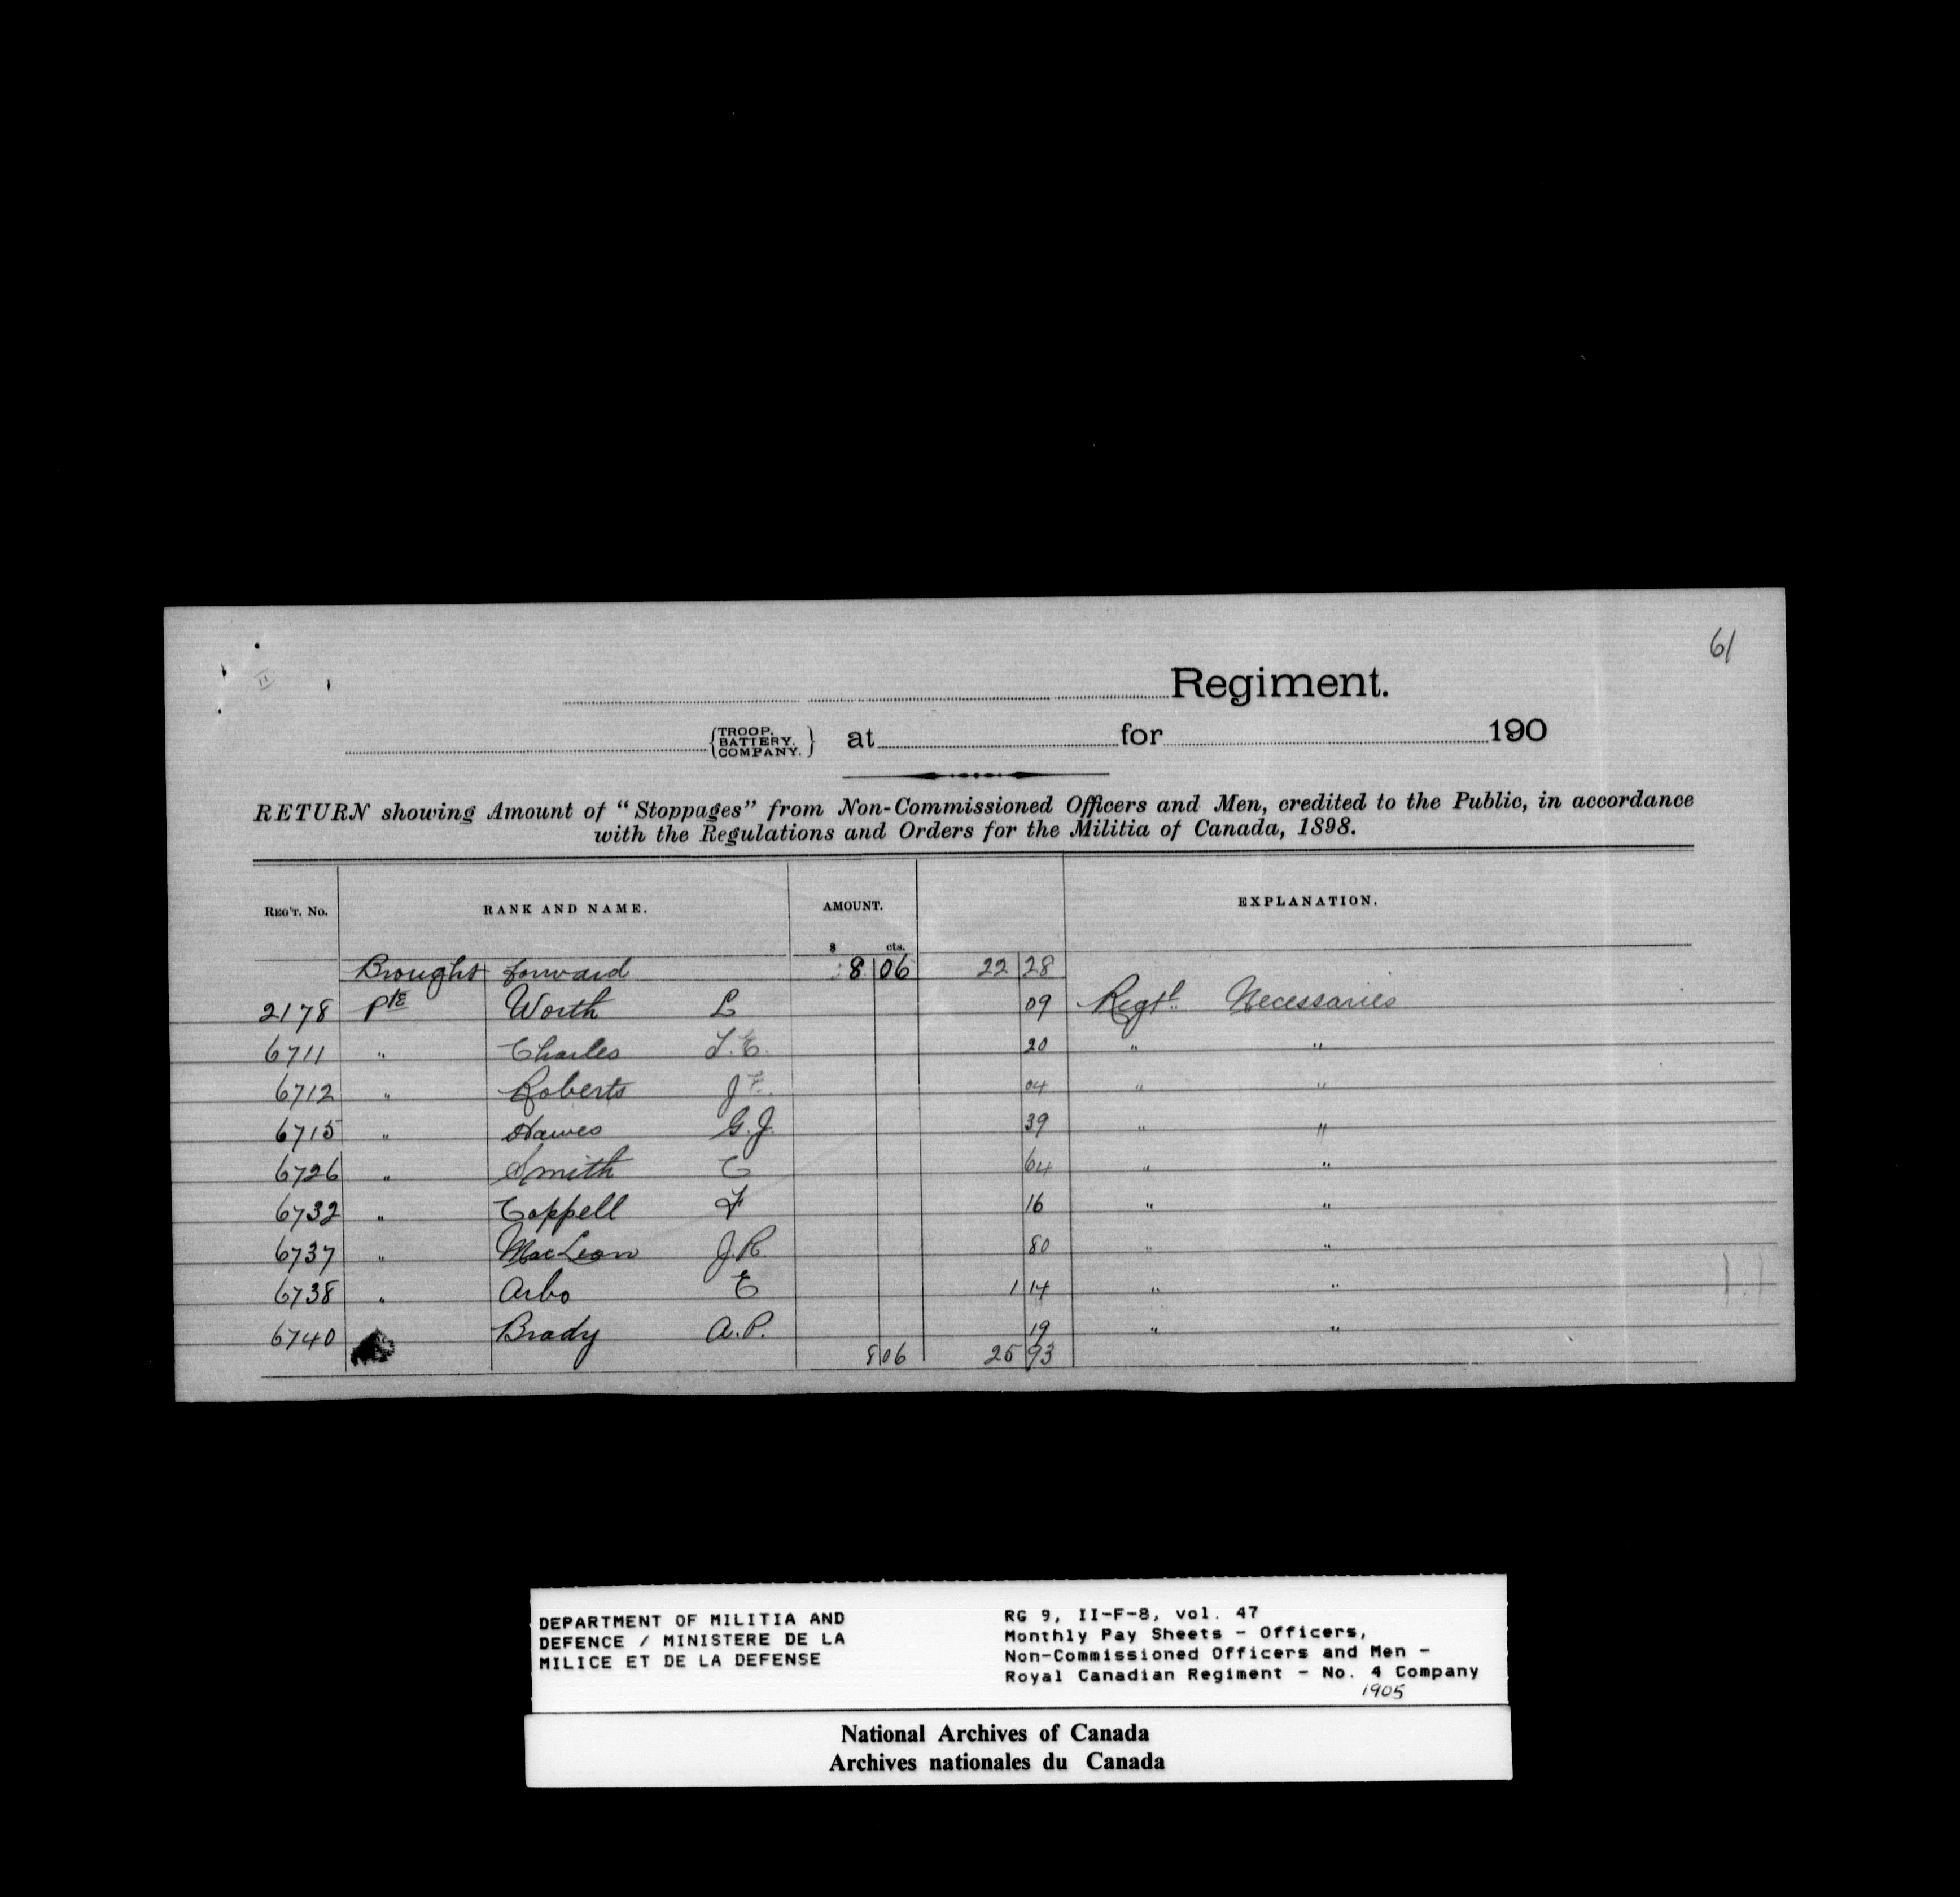 61
Regiment.
{TROOP. BATTERY. COMPANY.} at for 190
RETURN showing Amount of "Stoppages" from Non-Commissioned Officers and Men, credited to the Public, in accordance
with the Regulations and Orders for the Militia of Canada, 1898.
REG'T. No. RANK AND NAME. AMOUNT. EXPLANATION.
$ cts.
Brought forward 8 06 22 28
2178 Pte Worth L 09 Regtl. Necessaries
6711 " Charles T.E. 20 " "
6712 " Roberts J 04 " "
6715 " Hawes G.J. 39 " "
6726 " Smith C 64 " "
6732 " Coppell F 16 " "
6737 " MacLean J.R. 80 " "
6738 " Arbo E 1 14 " "
6740 Brady A.P. 19 " "
8 06 25 93
DEPARTMENT OF MILITIA AND
DEFENCE / MINISTERE DE LA
MILICE ET DE LA DEFENSE
RG 9, II-F-8, vol. 47
Monthly Pay Sheets - Officers,
Non-Commissioned Officers and Men -
Royal Canadian Regiment - No. 4 Company
1905
National Archives of Canada
Archives nationales du Canada